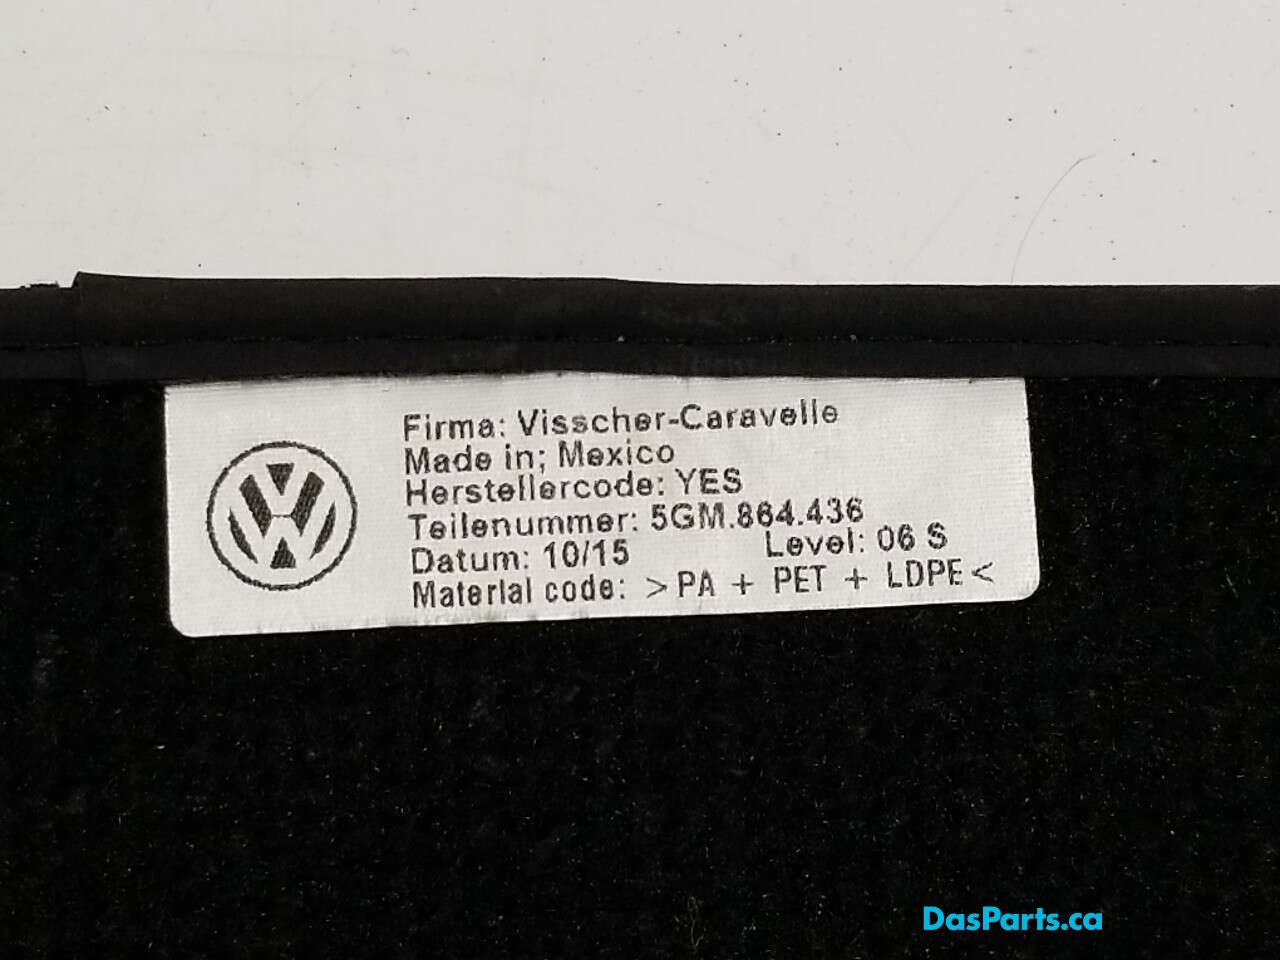 Firma: Visscher-Caravelle
Made in; Mexico
Herstellercode: YES
Teilenummer: 5GM.864.436
Datum: 10/15 Level: 06 S
Material code: >PA + PET + LDPE<
DasParts.ca